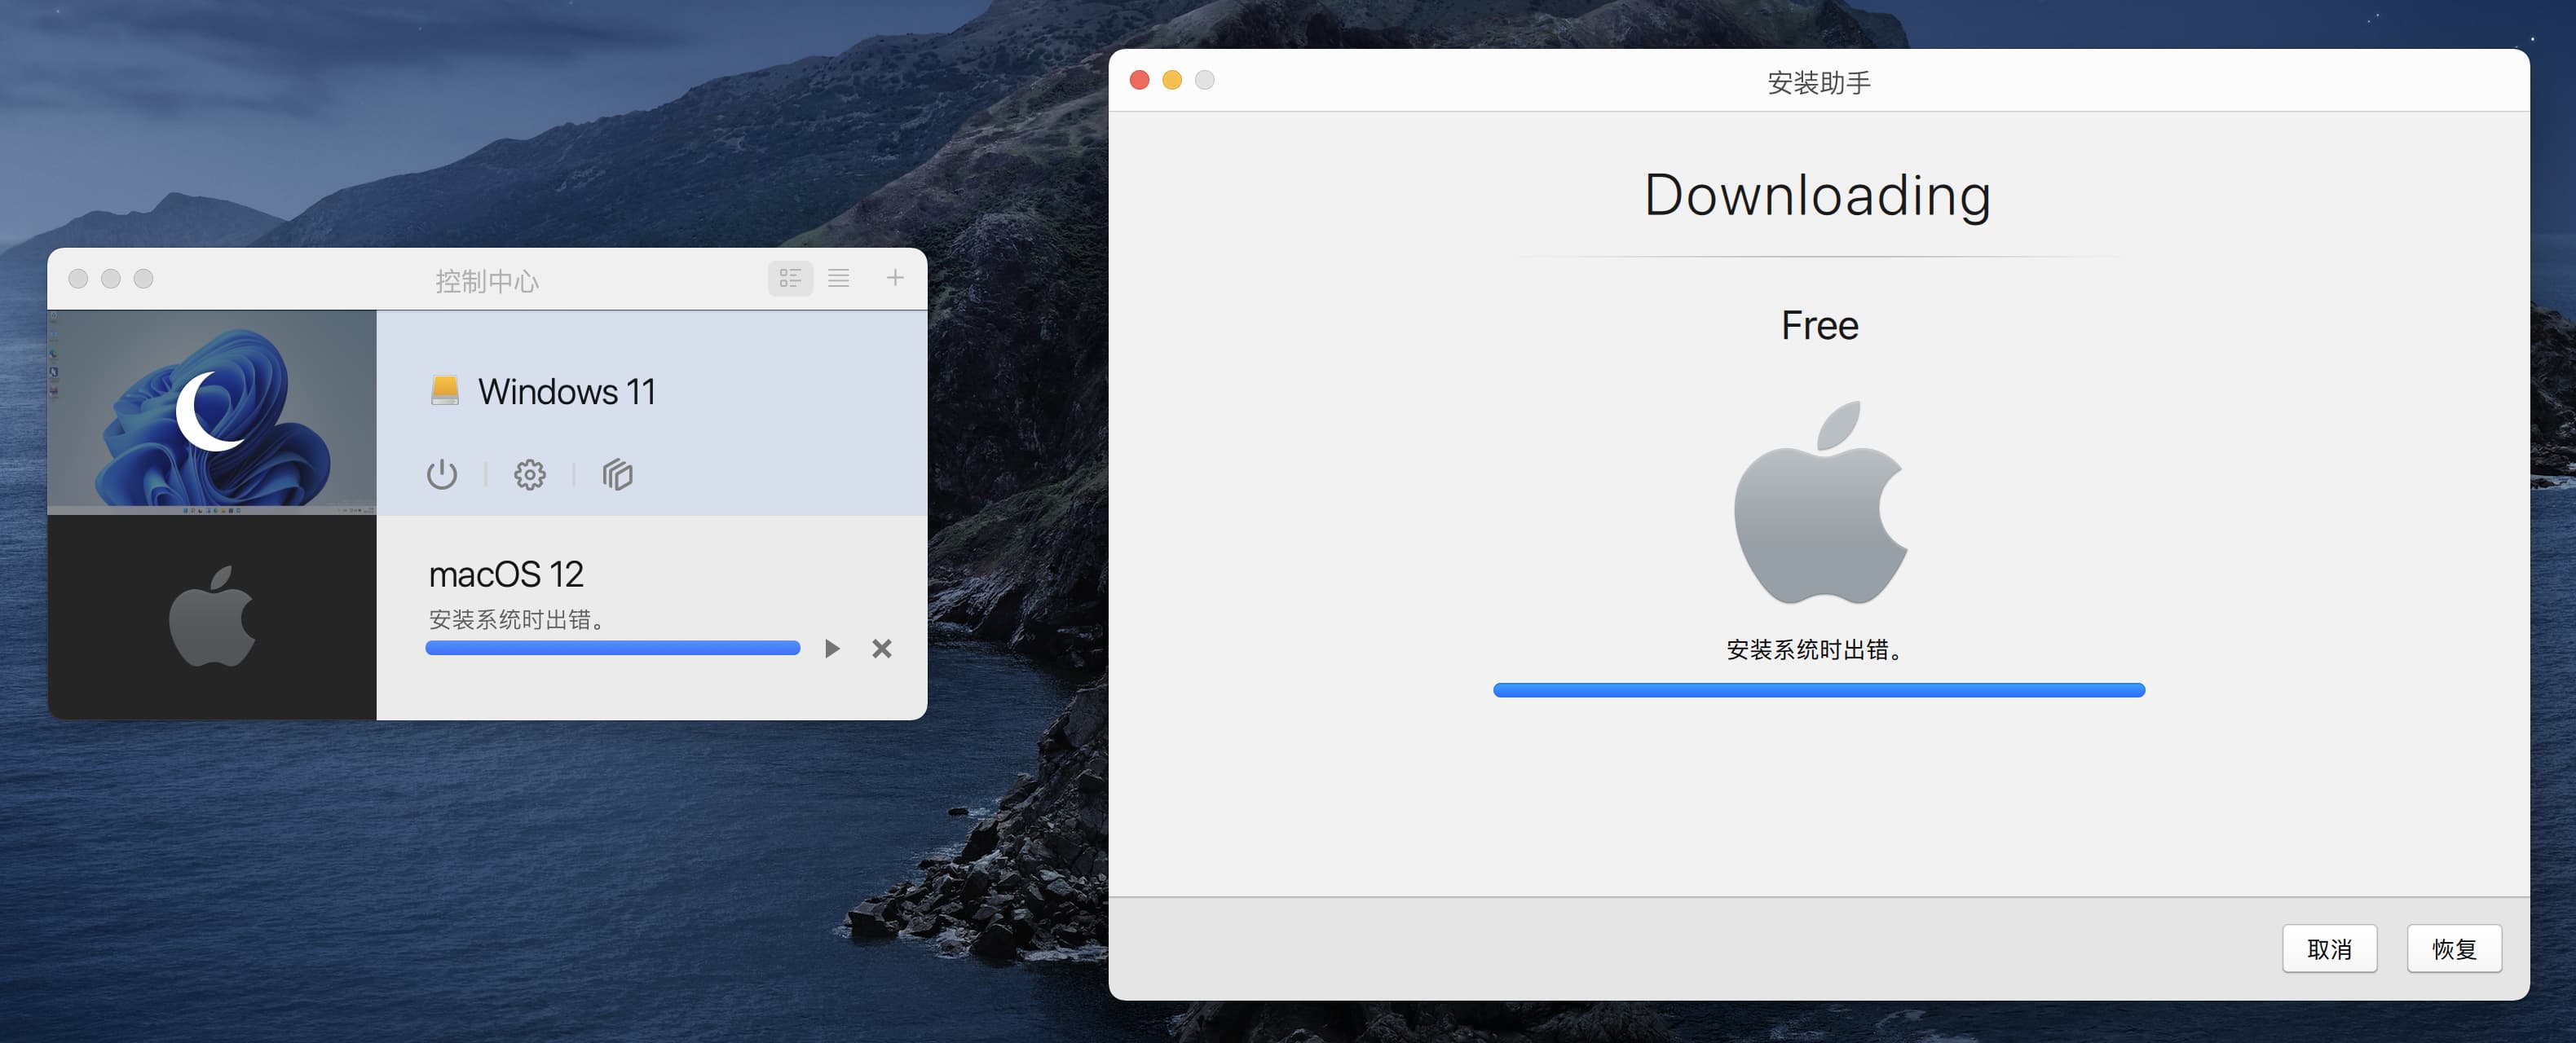 控制中心
Windows 11
macOS 12
安装系统时出错。
安装助手
Downloading
Free
安装系统时出错。
取消
恢复